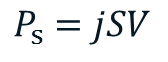 Pₛ = jSV